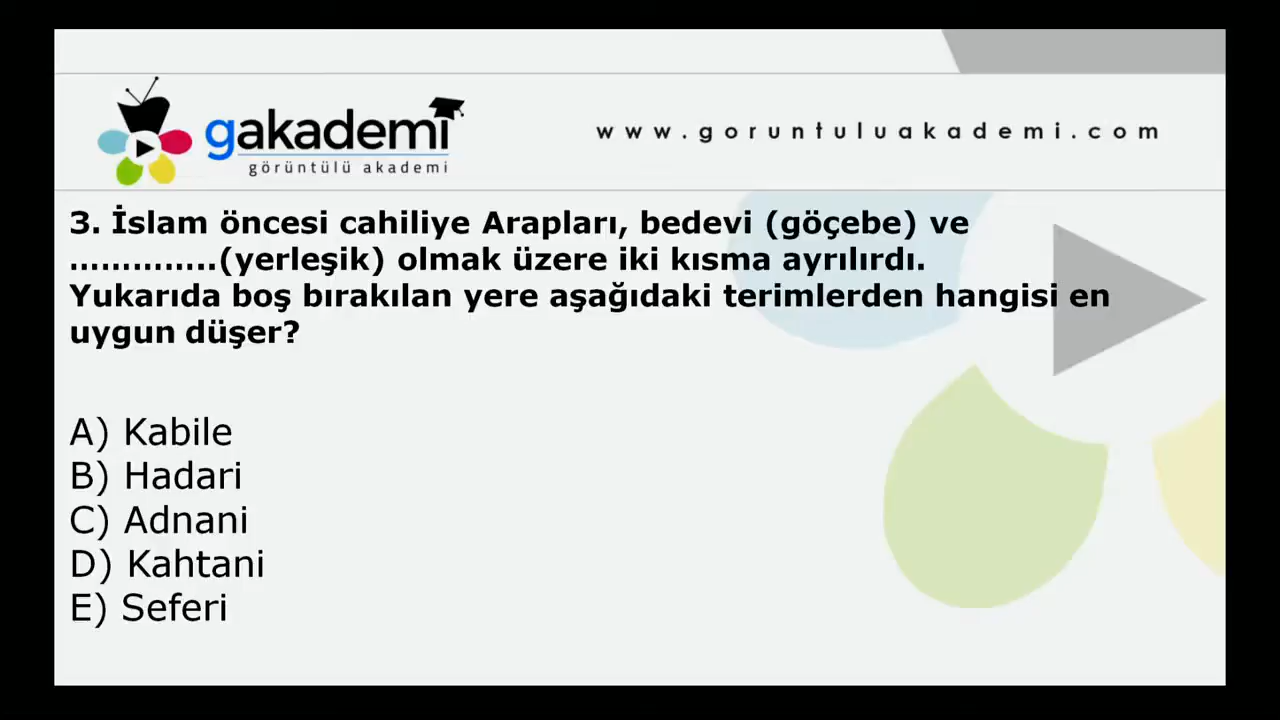 gakademi
görüntülü akademi
www.goruntuluakademi.com
3. İslam öncesi cahiliye Arapları, bedevi (göçebe) ve
..............(yerleşik) olmak üzere iki kısma ayrılırdı.
Yukarıda boş bırakılan yere aşağıdaki terimlerden hangisi en
uygun düşer?
A) Kabile
B) Hadari
C) Adnani
D) Kahtani
E) Seferi